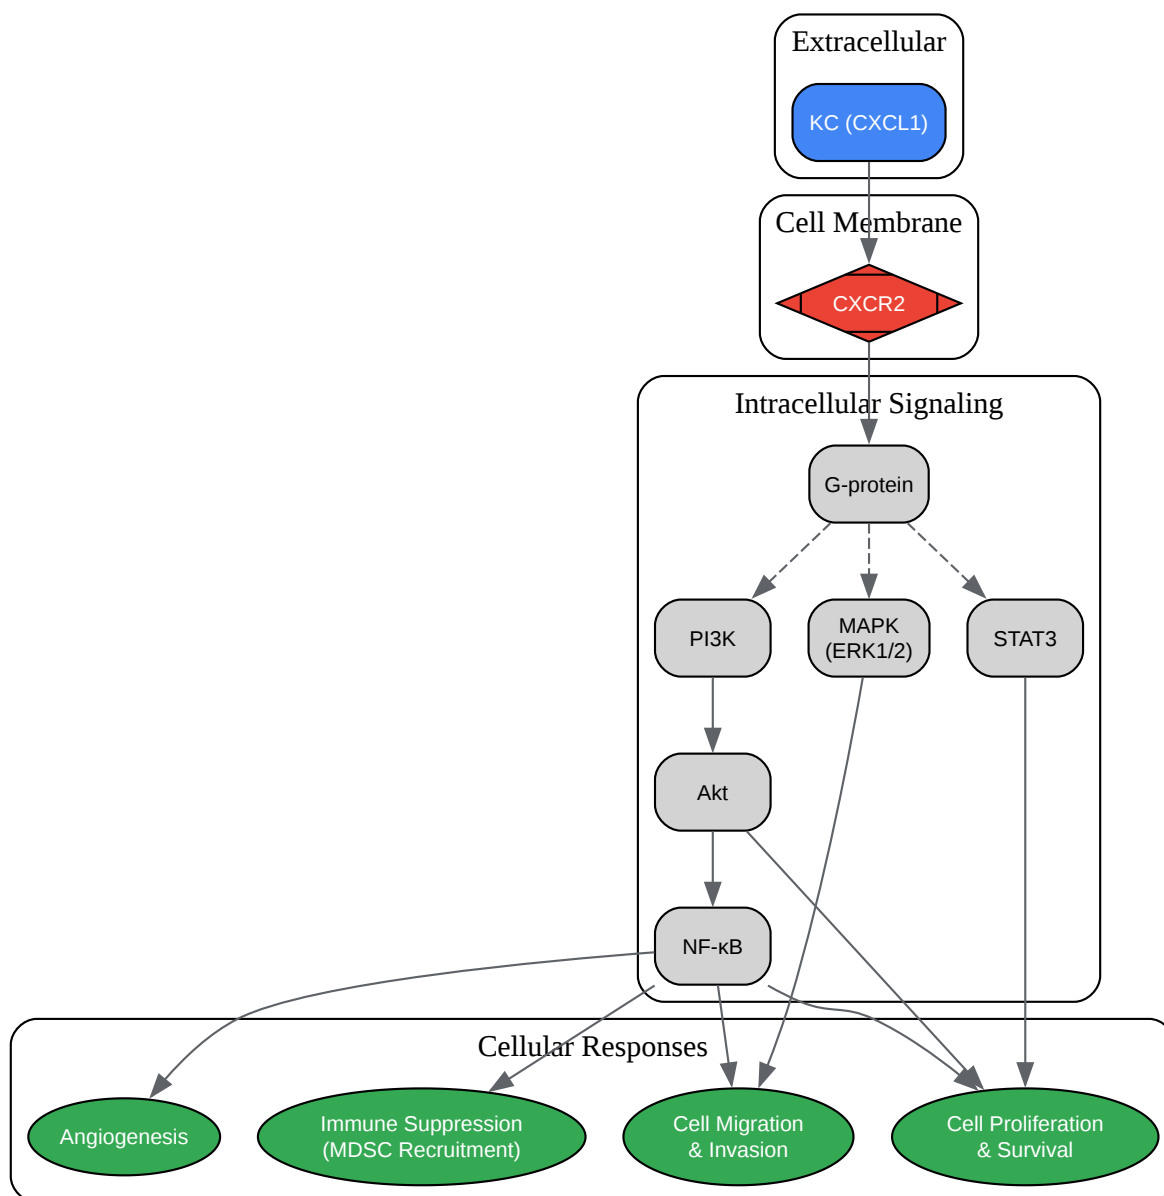 Extracellular
KC (CXCL1)
Cell Membrane
CXCR2
Intracellular Signaling
G-protein
PI3K
MAPK
(ERK1/2)
STAT3
Akt
NF-κB
Cellular Responses
Angiogenesis
Immune Suppression
(MDSC Recruitment)
Cell Migration
& Invasion
Cell Proliferation
& Survival